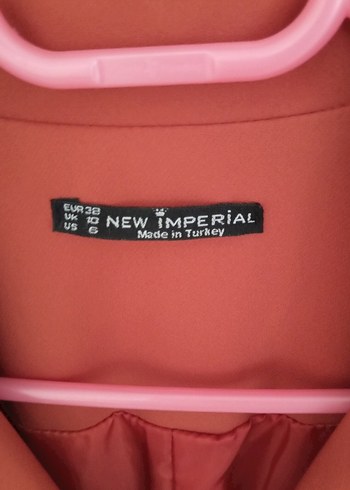 EUR 38
UK 10
US 6
NEW iMPERiAL
Made in Turkey